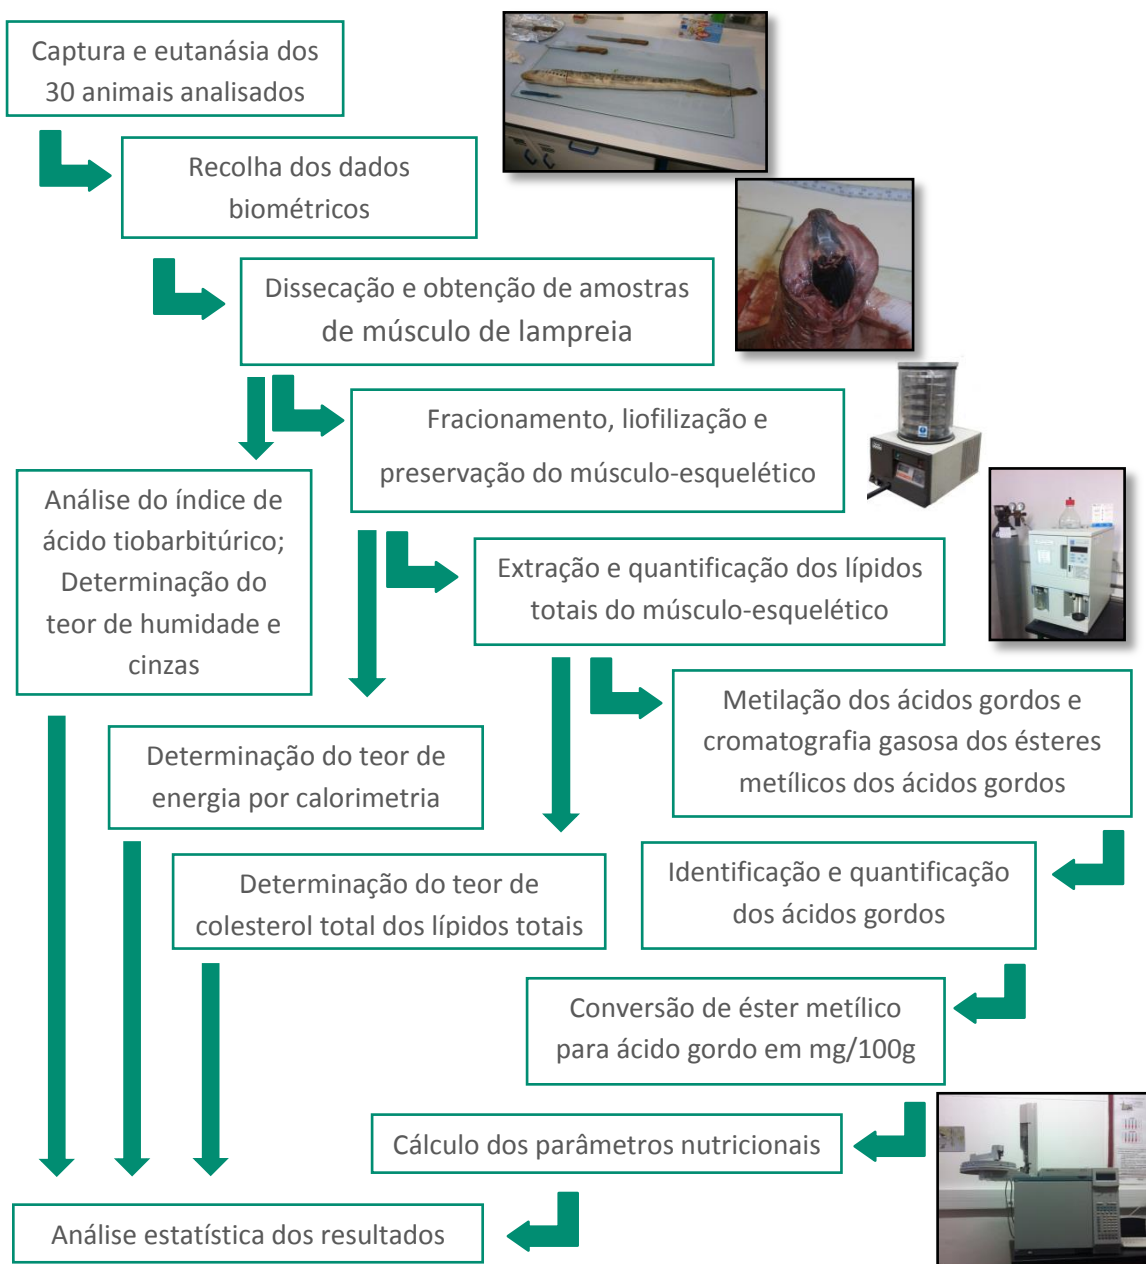 Captura e eutanásia dos
30 animais analisados
Recolha dos dados
biométricos
Dissecação e obtenção de amostras
de músculo de lampreia
Fracionamento, liofilização e
preservação do músculo-esquelético
Análise do índice de
ácido tiobarbitúrico;
Determinação do
teor de humidade e
cinzas
Extração e quantificação dos lípidos
totais do músculo-esquelético
Metilação dos ácidos gordos e
cromatografia gasosa dos ésteres
metílicos dos ácidos gordos
Determinação do teor de
energia por calorimetria
Determinação do teor de
colesterol total dos lípidos totais
Identificação e quantificação
dos ácidos gordos
Conversão de éster metílico
para ácido gordo em mg/100g
Cálculo dos parâmetros nutricionais
Análise estatística dos resultados